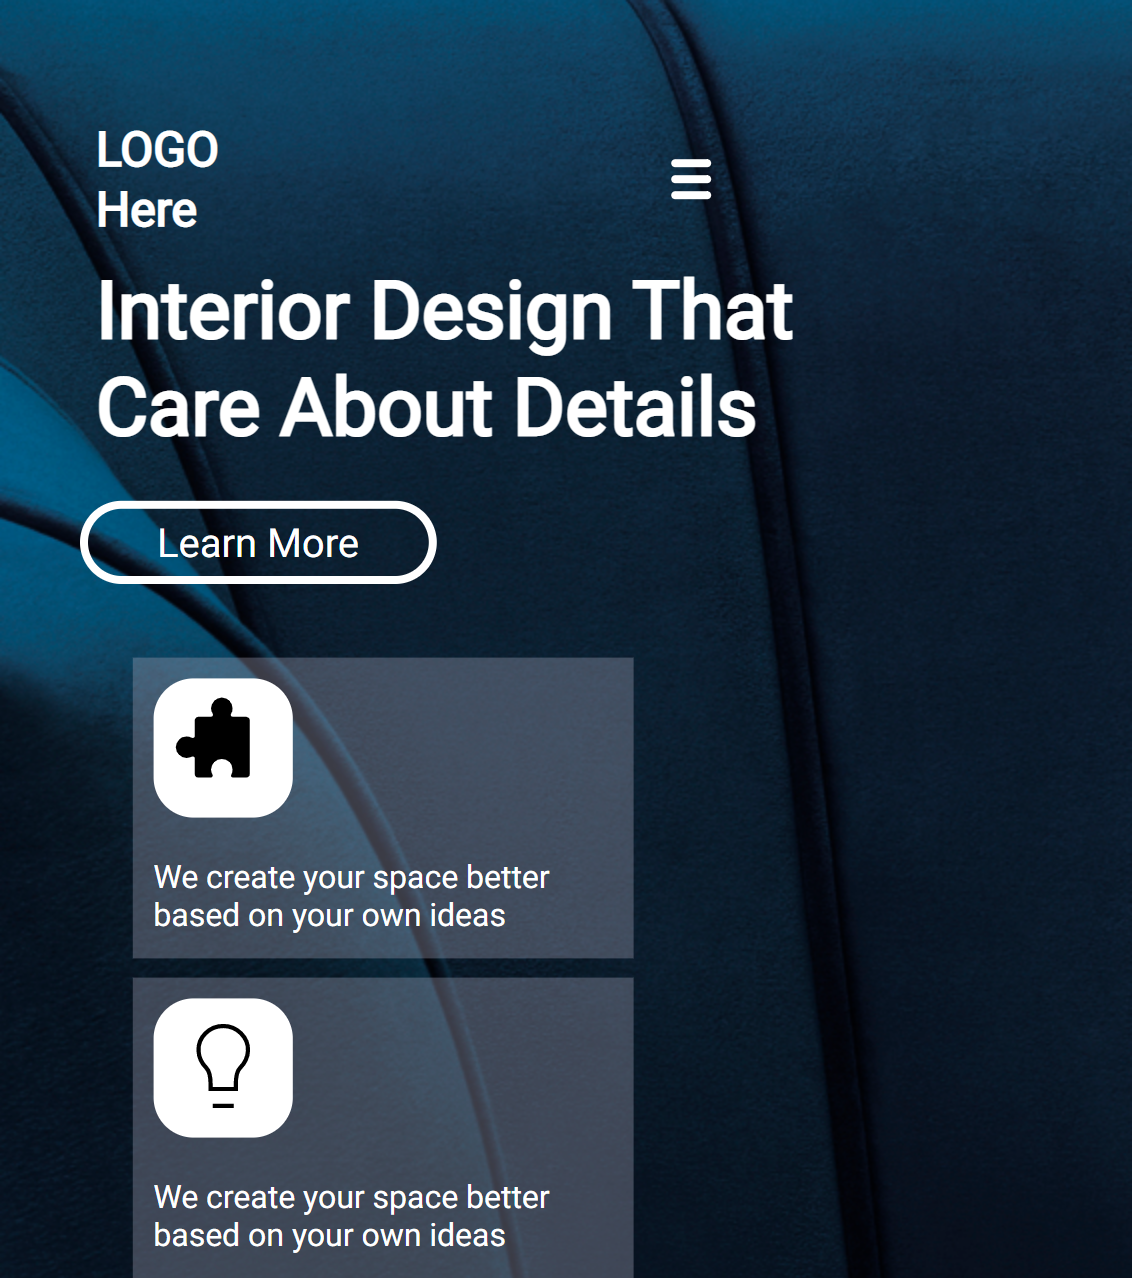 LOGO
Here
Interior Design That
Care About Details
Learn More
We create your space better
based on your own ideas
We create your space better
based on your own ideas